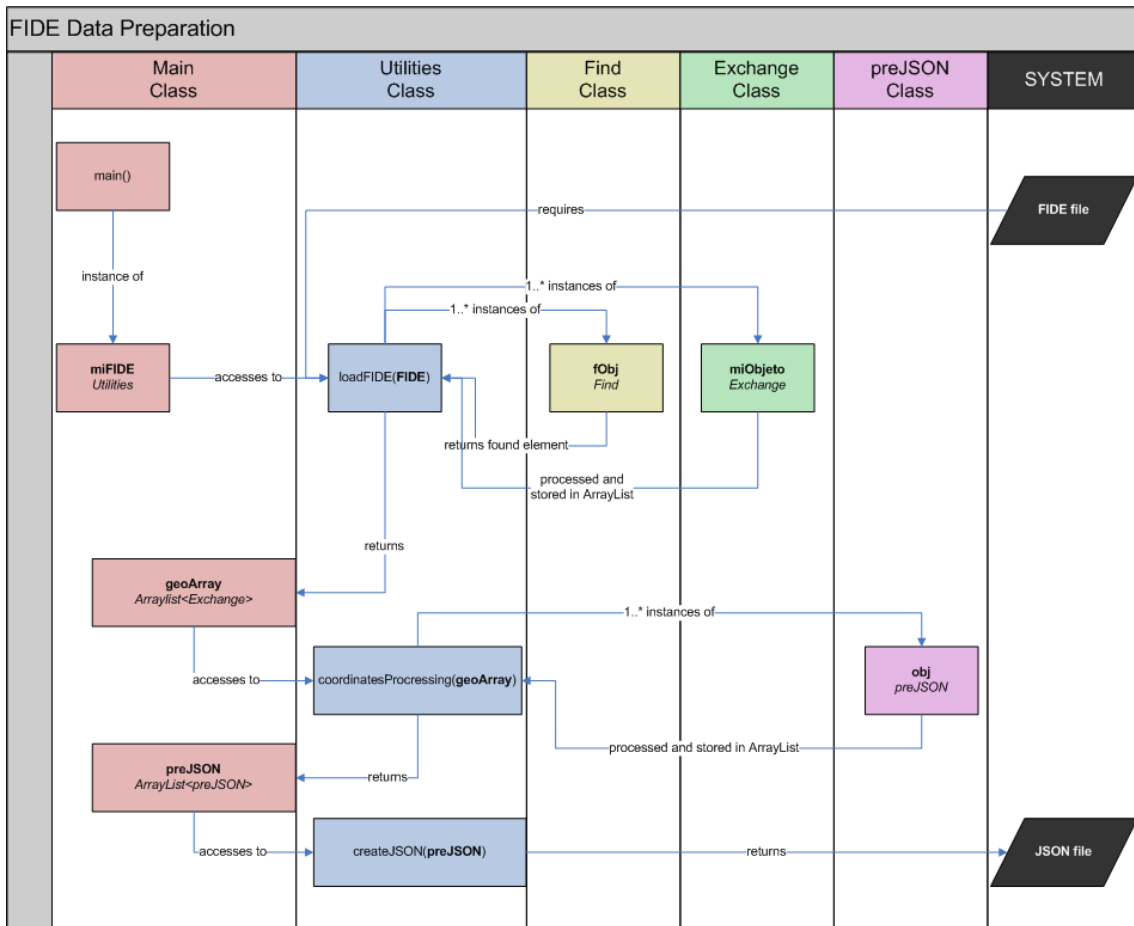 FIDE Data Preparation
Main
Class
Utilities
Class
Find
Class
Exchange
Class
preJSON
Class
SYSTEM
main()
requires
FIDE file
instance of
1..* instances of
1..* instances of
miFIDE
Utilities
accesses to
loadFIDE(FIDE)
fObj
Find
miObjeto
Exchange
returns found element
processed and
stored in ArrayList
returns
geoArray
Arraylist<Exchange>
1..* instances of
accesses to
coordinatesProcressing(geoArray)
obj
preJSON
processed and stored in ArrayList
preJSON
ArrayList<preJSON>
returns
accesses to
createJSON(preJSON)
returns
JSON file